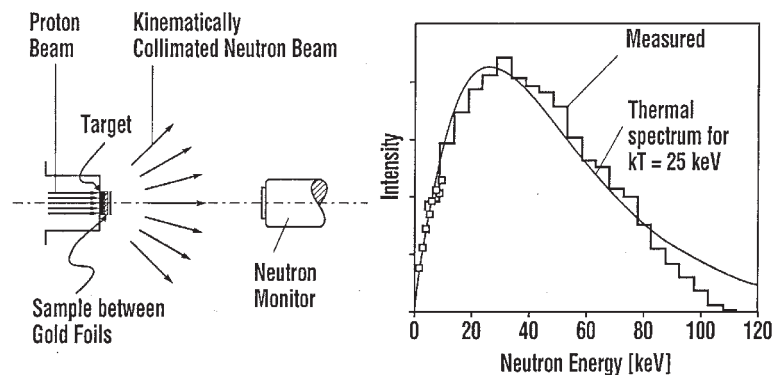 Proton
Beam
Kinematically
Collimated Neutron Beam
Target
Sample between
Gold Foils
Neutron
Monitor
Intensity
Measured
Thermal
spectrum for
kT = 25 keV
0 20 40 60 80 100 120
Neutron Energy [keV]